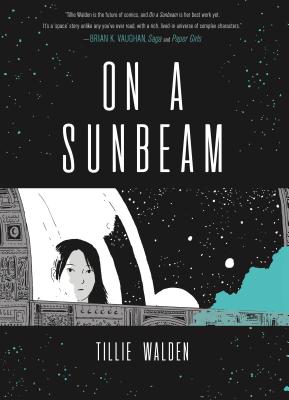 "Tillie Walden is the future of comics, and On a Sunbeam is her best work yet.
It's a 'space' story unlike any you've ever read, with a rich, lived-in universe of complex characters."
—BRIAN K. VAUGHAN, Saga and Paper Girls
ON A
SUNBEAM
TILLIE WALDEN